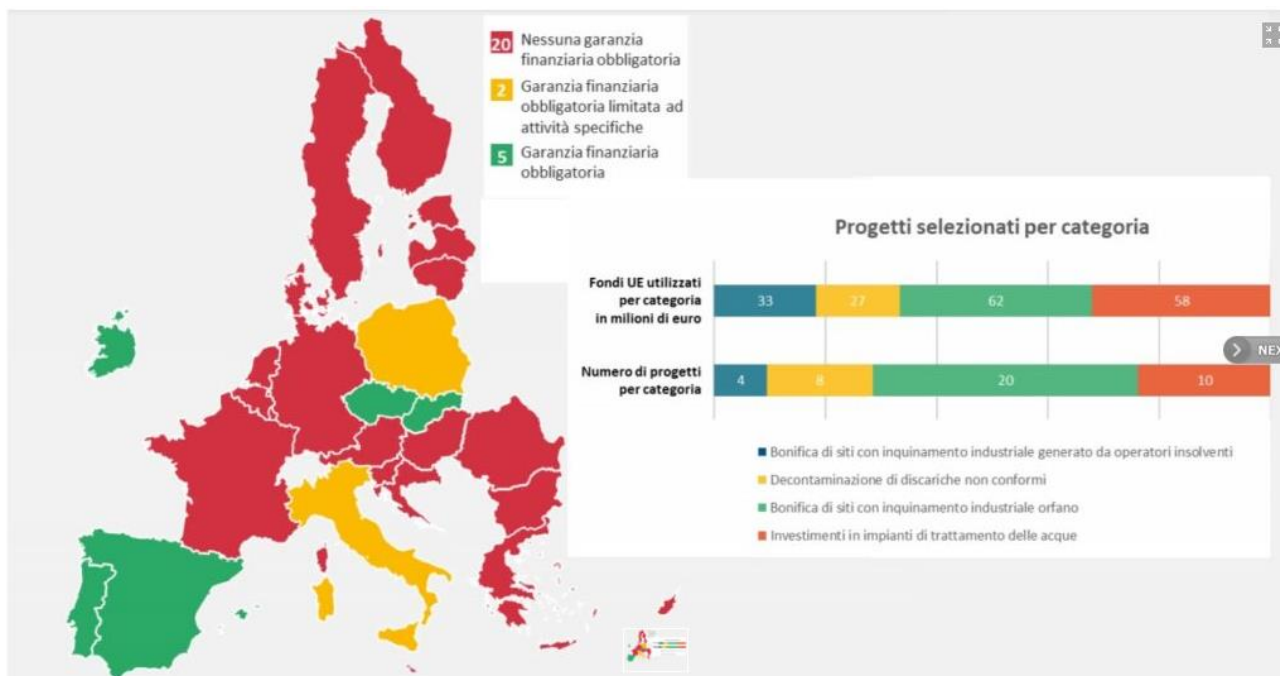 20 Nessuna garanzia
finanziaria obbligatoria
2 Garanzia finanziaria
obbligatoria limitata ad
attività specifiche
5 Garanzia finanziaria
obbligatoria
Progetti selezionati per categoria
Fondi UE utilizzati
per categoria
in milioni di euro
33 27 62 58
NEX
Numero di progetti
per categoria
4 8 20 10
Bonifica di siti con inquinamento industriale generato da operatori insolventi
Decontaminazione di discariche non conformi
Bonifica di siti con inquinamento industriale orfano
Investimenti in impianti di trattamento delle acque